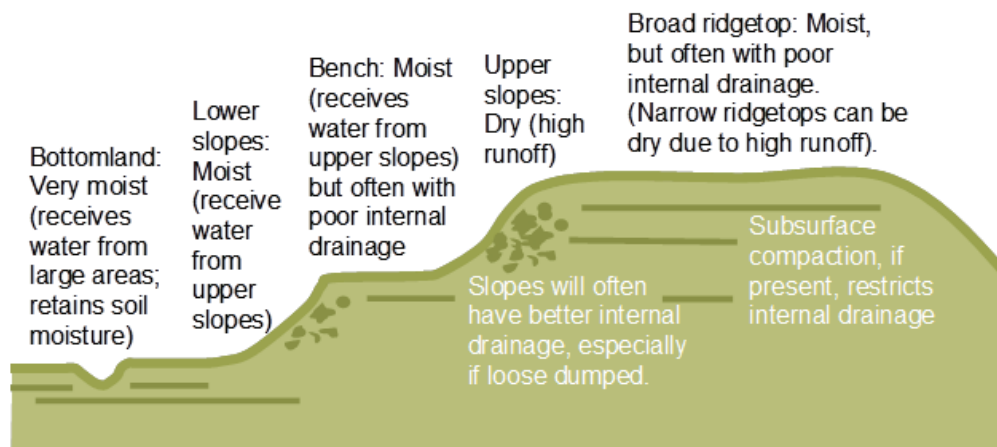 Bottomland:
Very moist
(receives
water from
large areas;
retains soil
moisture)
Lower
slopes:
Moist
(receive
water
from
upper
slopes)
Bench: Moist
(receives
water from
upper slopes)
but often with
poor internal
drainage
Upper
slopes:
Dry (high
runoff)
Broad ridgetop: Moist,
but often with poor
internal drainage.
(Narrow ridgetops can be
dry due to high runoff).
Slopes will often
have better internal
drainage, especially
if loose dumped.
Subsurface
compaction, if
present, restricts
internal drainage